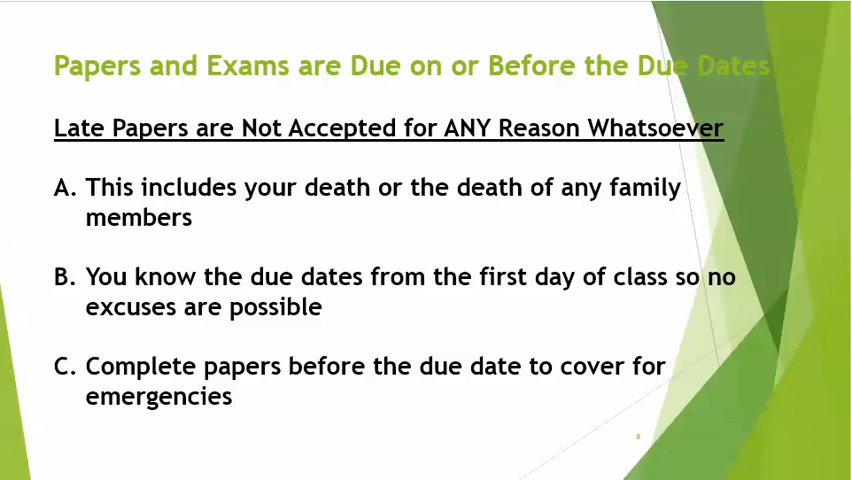 Papers and Exams are Due on or Before the Due Dates
Late Papers are Not Accepted for ANY Reason Whatsoever
A. This includes your death or the death of any family
members
B. You know the due dates from the first day of class so no
excuses are possible
C. Complete papers before the due date to cover for
emergencies
8